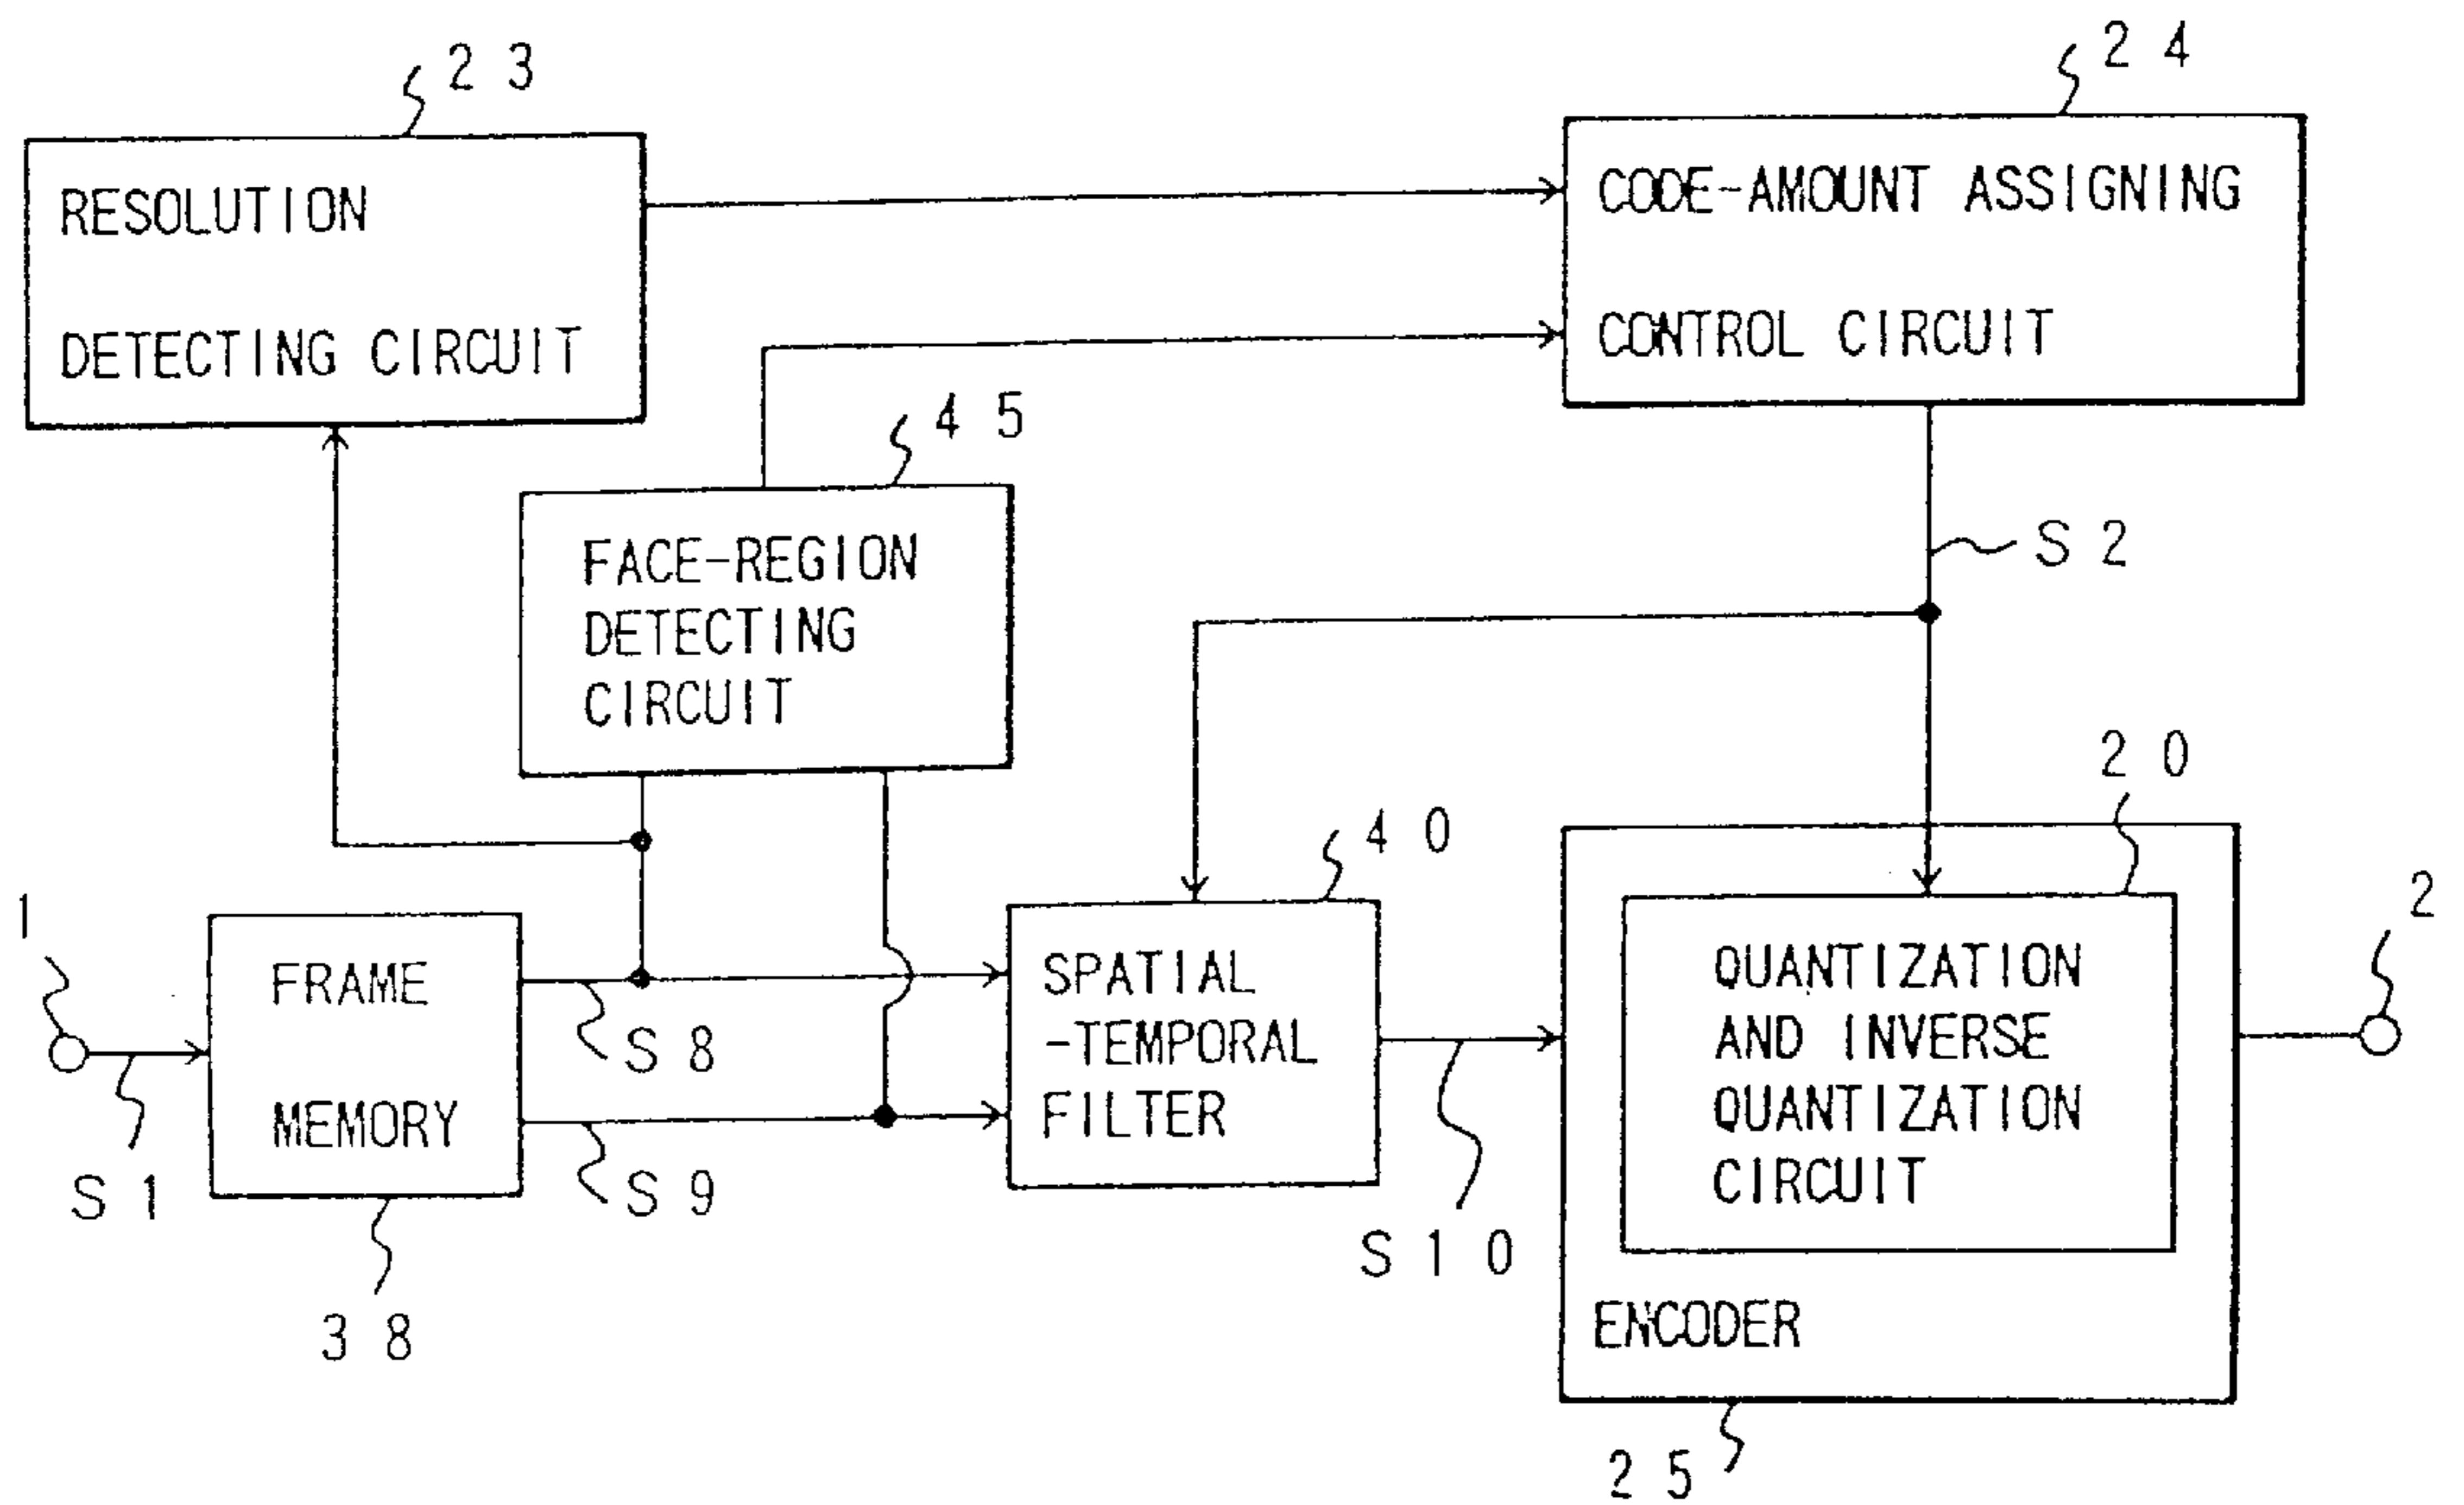 23
24
RESOLUTION
DETECTING CIRCUIT
CODE-AMOUNT ASSIGNING
CONTROL CIRCUIT
45
FACE-REGION
DETECTING
CIRCUIT
S2
20
40
1
2
FRAME
MEMORY
S8
S9
S1
38
SPATIAL
-TEMPORAL
FILTER
S10
QUANTIZATION
AND INVERSE
QUANTIZATION
CIRCUIT
ENCODER
25